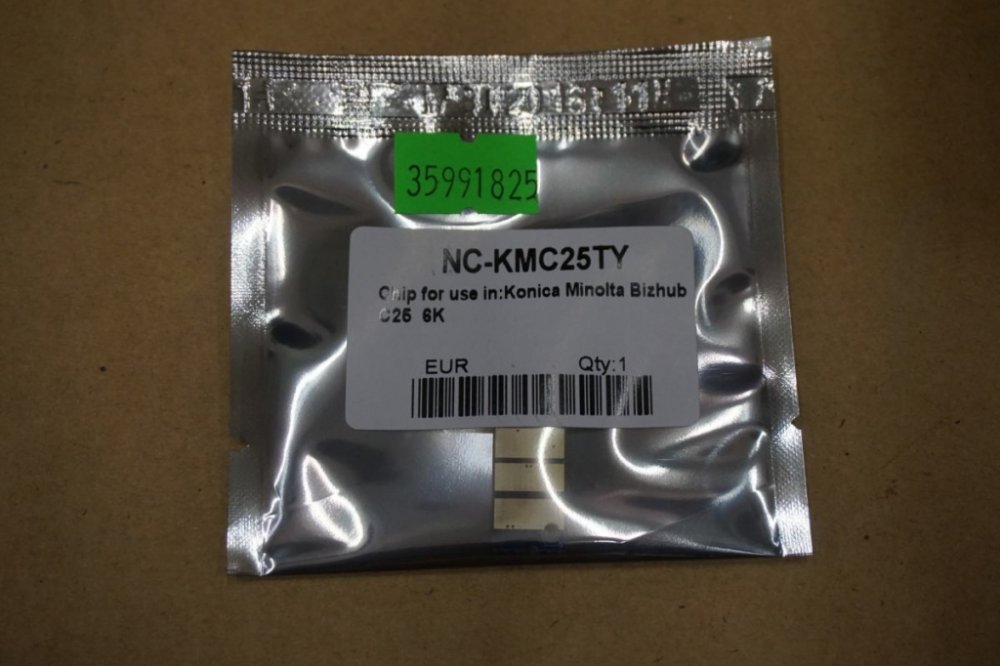 35991825
NC-KMC25TY
Chip for use in:Konica Minolta Bizhub
C25 6K
EUR Qty:1